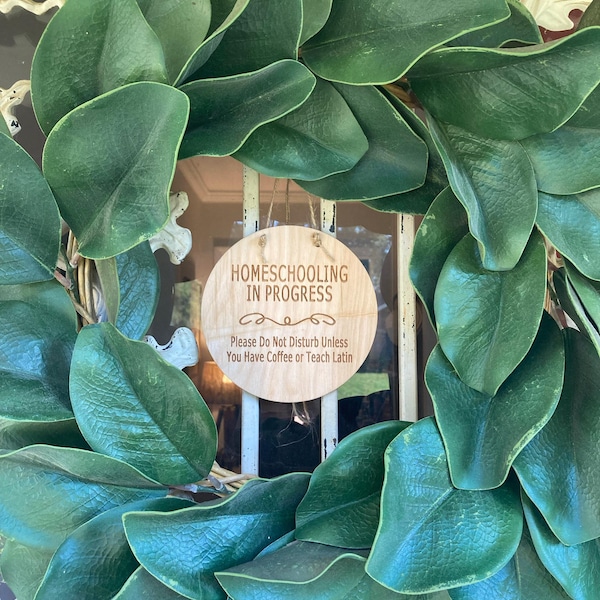 HOMESCHOOLING
IN PROGRESS
Please Do Not Disturb Unless
You Have Coffee or Teach Latin